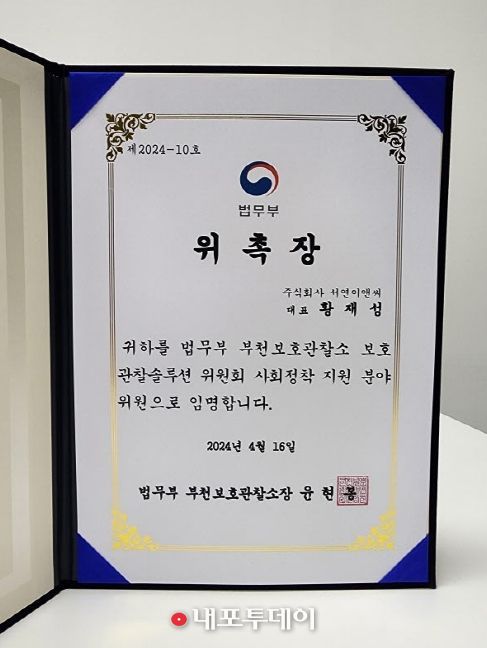 제2024-10호
법무부
위 촉 장
주식회사 서연이앤씨
대표 황 재 섭
귀하를 법무부 부천보호관찰소 보호
관찰솔루션 위원회 사회정착 지원 분야
위원으로 임명합니다.
2024년 4월 16일
법무부 부천보호관찰소장 윤 현 봉
내포투데이